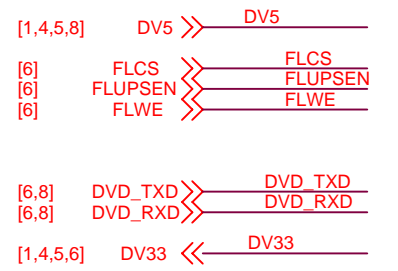 [1,4,5,8] DV5 DV5
[6] FLCS FLCS
[6] FLUPSEN FLUPSEN
[6] FLWE FLWE
[6,8] DVD_TXD DVD_TXD
[6,8] DVD_RXD DVD_RXD
[1,4,5,6] DV33 DV33